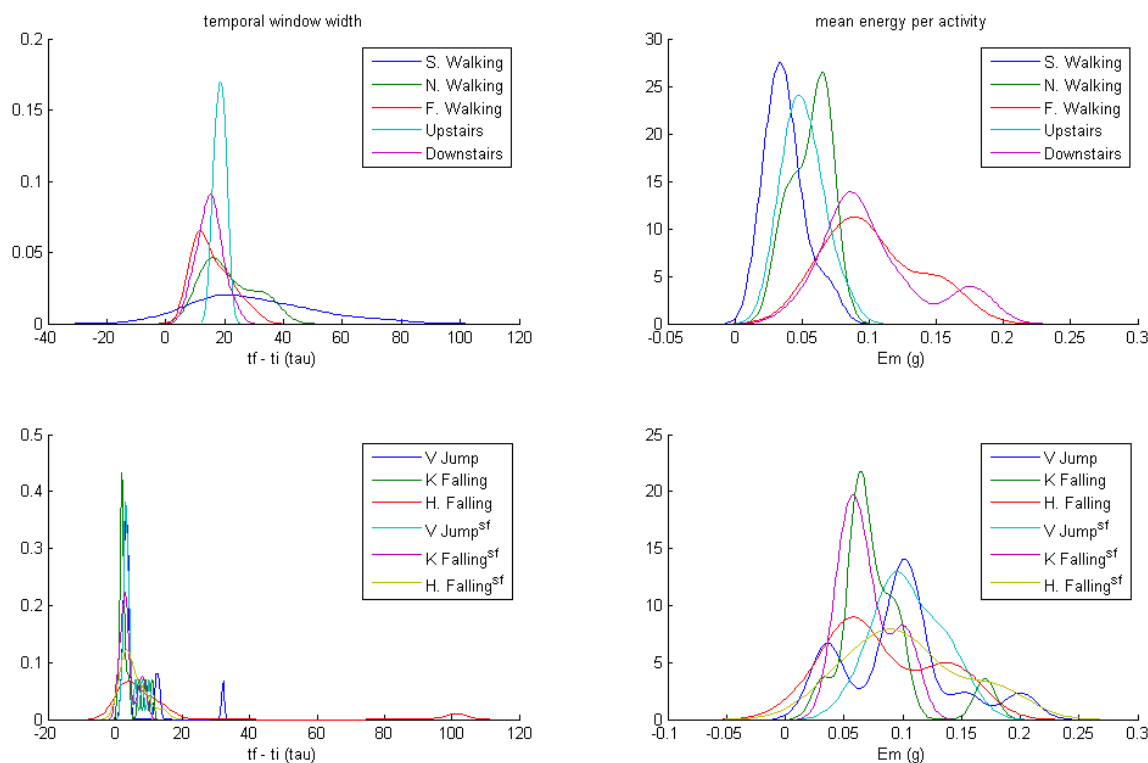 temporal window width
0.2
0.15
0.1
0.05
0
-40 -20 0 20 40 60 80 100 120
tf - ti (tau)
S. Walking
N. Walking
F. Walking
Upstairs
Downstairs
mean energy per activity
30
25
20
15
10
5
0
-0.05 0 0.05 0.1 0.15 0.2 0.25 0.3
Em (g)
S. Walking
N. Walking
F. Walking
Upstairs
Downstairs
0.5
0.4
0.3
0.2
0.1
0
-20 0 20 40 60 80 100 120
tf - ti (tau)
V Jump
K Falling
H. Falling
V Jump^sf
K Falling^sf
H. Falling^sf
25
20
15
10
5
0
-0.1 -0.05 0 0.05 0.1 0.15 0.2 0.25 0.3
Em (g)
V Jump
K Falling
H. Falling
V Jump^sf
K Falling^sf
H. Falling^sf